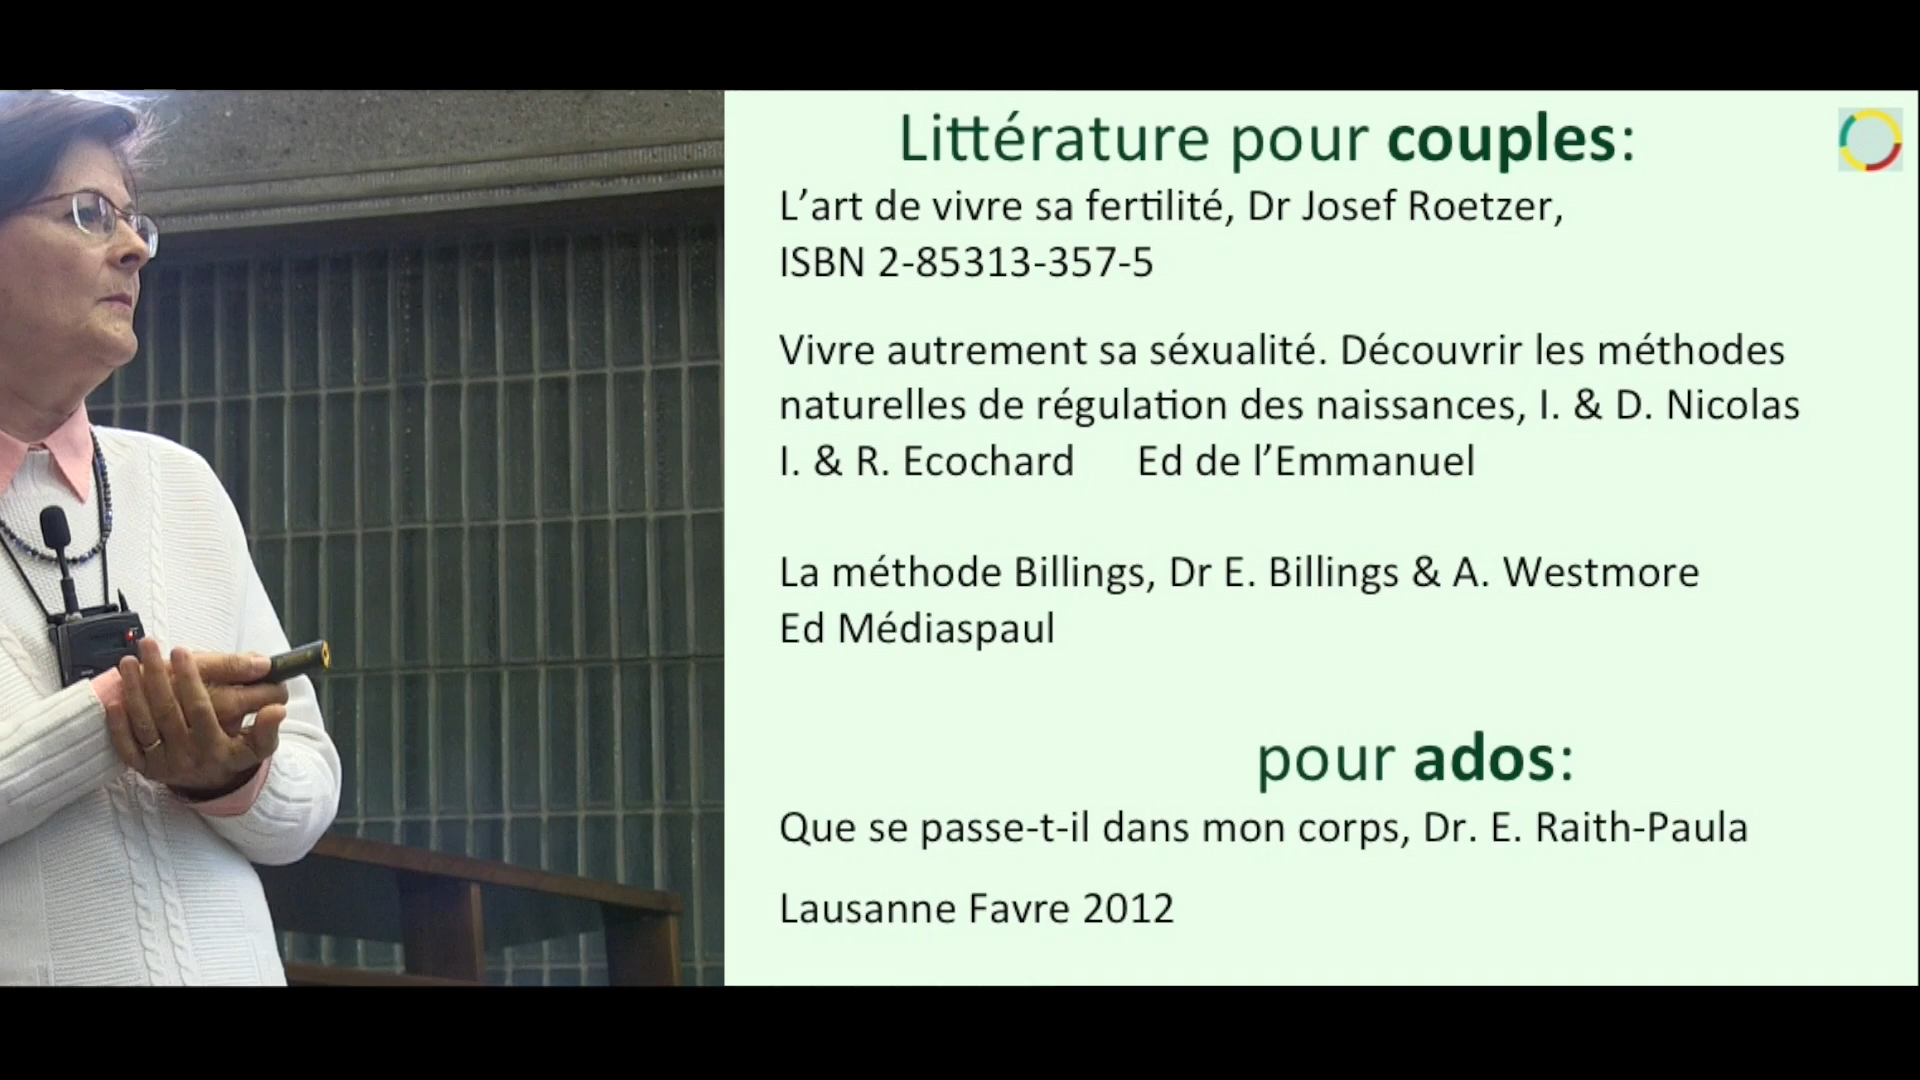 Littérature pour couples:
L’art de vivre sa fertilité, Dr Josef Roetzer,
ISBN 2-85313-357-5
Vivre autrement sa séxualité. Découvrir les méthodes
naturelles de régulation des naissances, I. & D. Nicolas
I. & R. Ecochard Ed de l’Emmanuel
La méthode Billings, Dr E. Billings & A. Westmore
Ed Médiaspaul
pour ados:
Que se passe-t-il dans mon corps, Dr. E. Raith-Paula
Lausanne Favre 2012